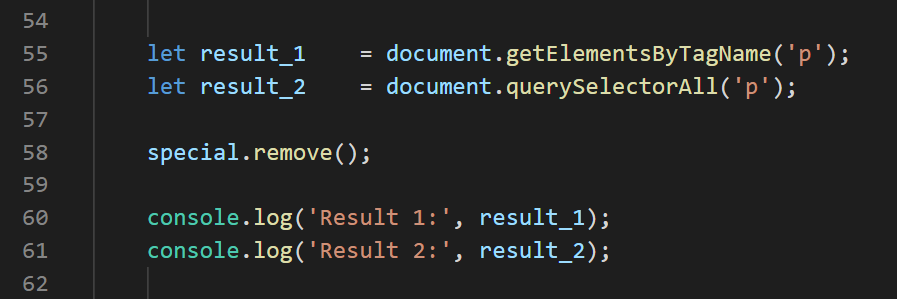 54
55 let result_1    = document.getElementsByTagName('p');
56 let result_2    = document.querySelectorAll('p');
57
58 special.remove();
59
60 console.log('Result 1:', result_1);
61 console.log('Result 2:', result_2);
62